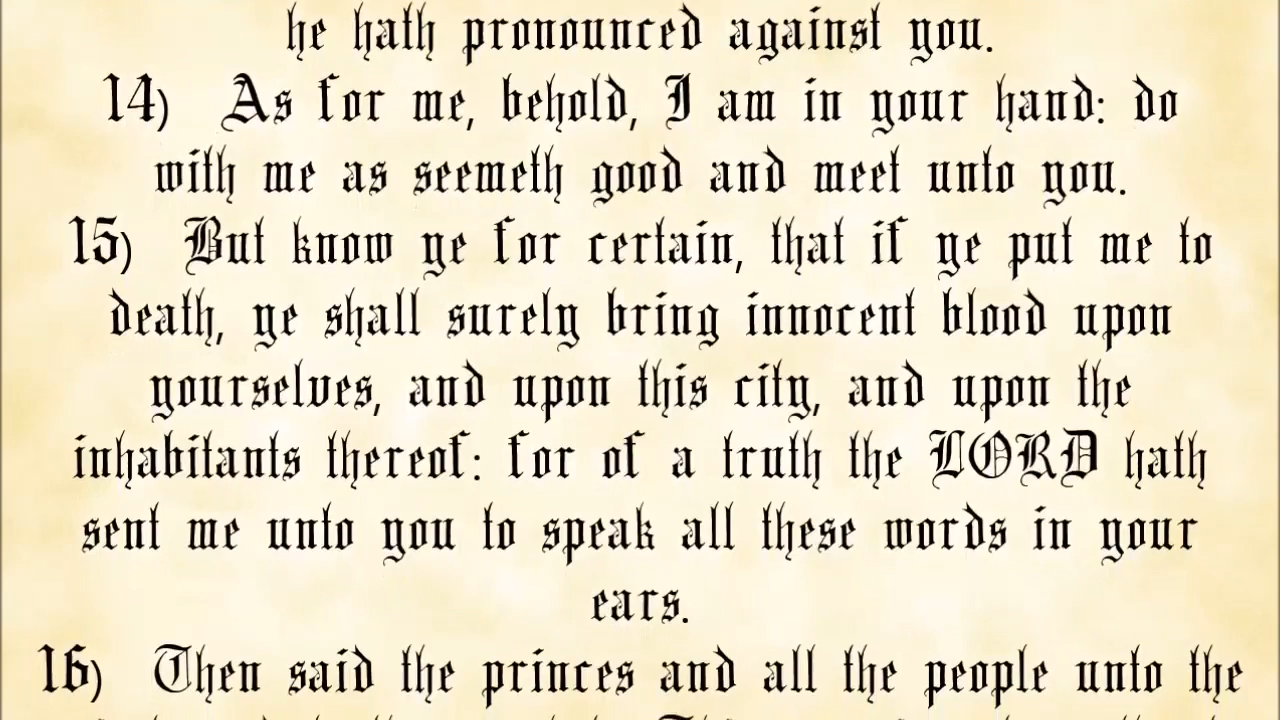 he hath pronounced against you.
14) As for me, behold, I am in your hand: do
with me as seemeth good and meet unto you.
15) But know ye for certain, that if ye put me to
death, ye shall surely bring innocent blood upon
yourselves, and upon this city, and upon the
inhabitants thereof: for of a truth the LORD hath
sent me unto you to speak all these words in your
ears.
16) Then said the princes and all the people unto the